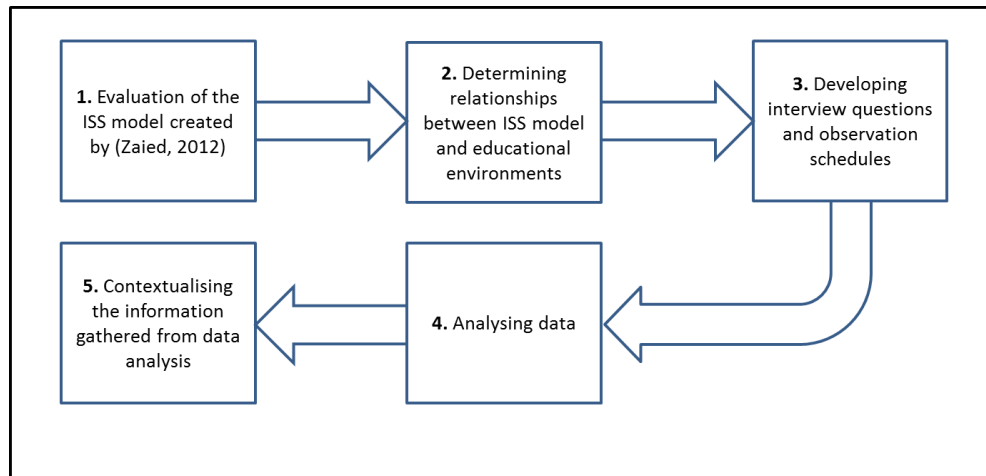 1. Evaluation of the
ISS model created
by (Zaied, 2012)
2. Determining
relationships
between ISS model
and educational
environments
3. Developing
interview questions
and observation
schedules
4. Analysing data
5. Contextualising
the information
gathered from data
analysis